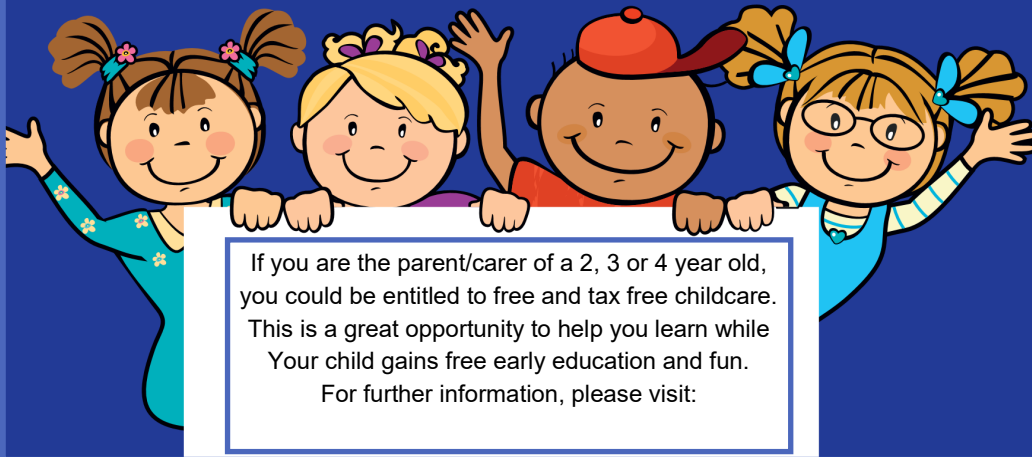 If you are the parent/carer of a 2, 3 or 4 year old,
you could be entitled to free and tax free childcare.
This is a great opportunity to help you learn while
Your child gains free early education and fun.
For further information, please visit: